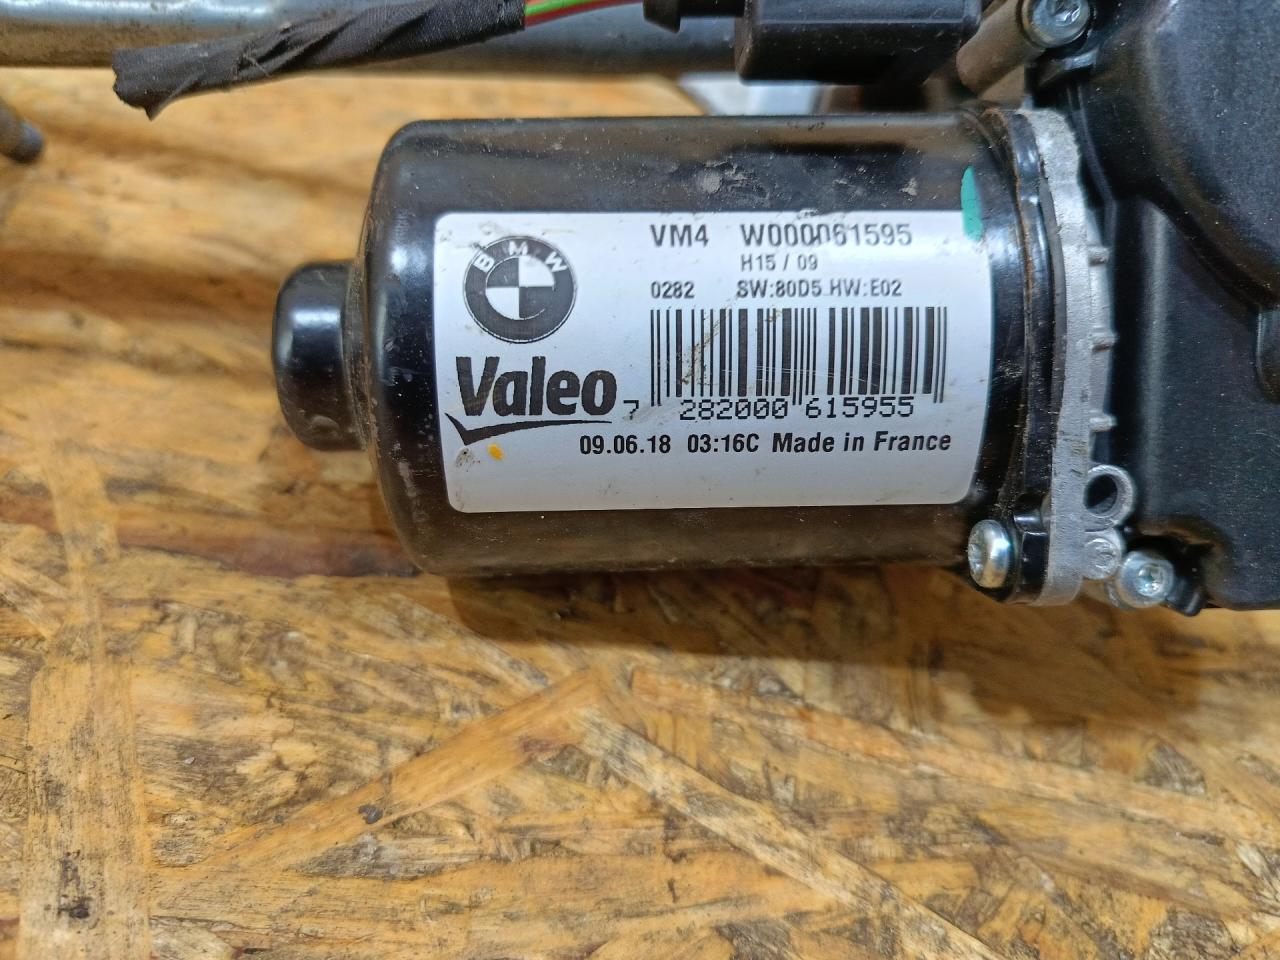 BMW
VM4 W000061595
H15 / 09
0282 SW:80D5 HW:E02
Valeo
7 282000 615955
09.06.18 03:16C Made in France